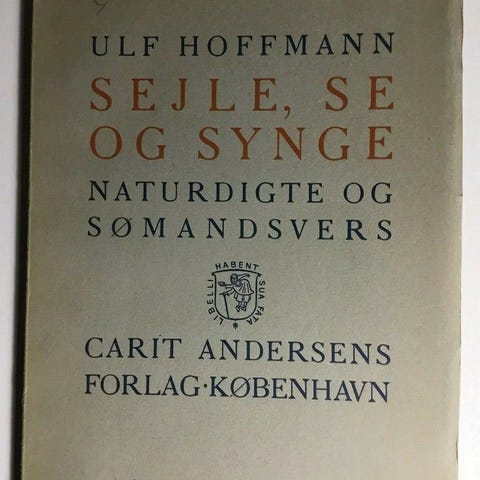 ULF HOFFMANN
SEJLE, SE
OG SYNGE
NATURDIGTE OG
SØMANDSVERS
LIBELLI HABENT SUA FATA
CARIT ANDERSENS
FORLAG·KØBENHAVN